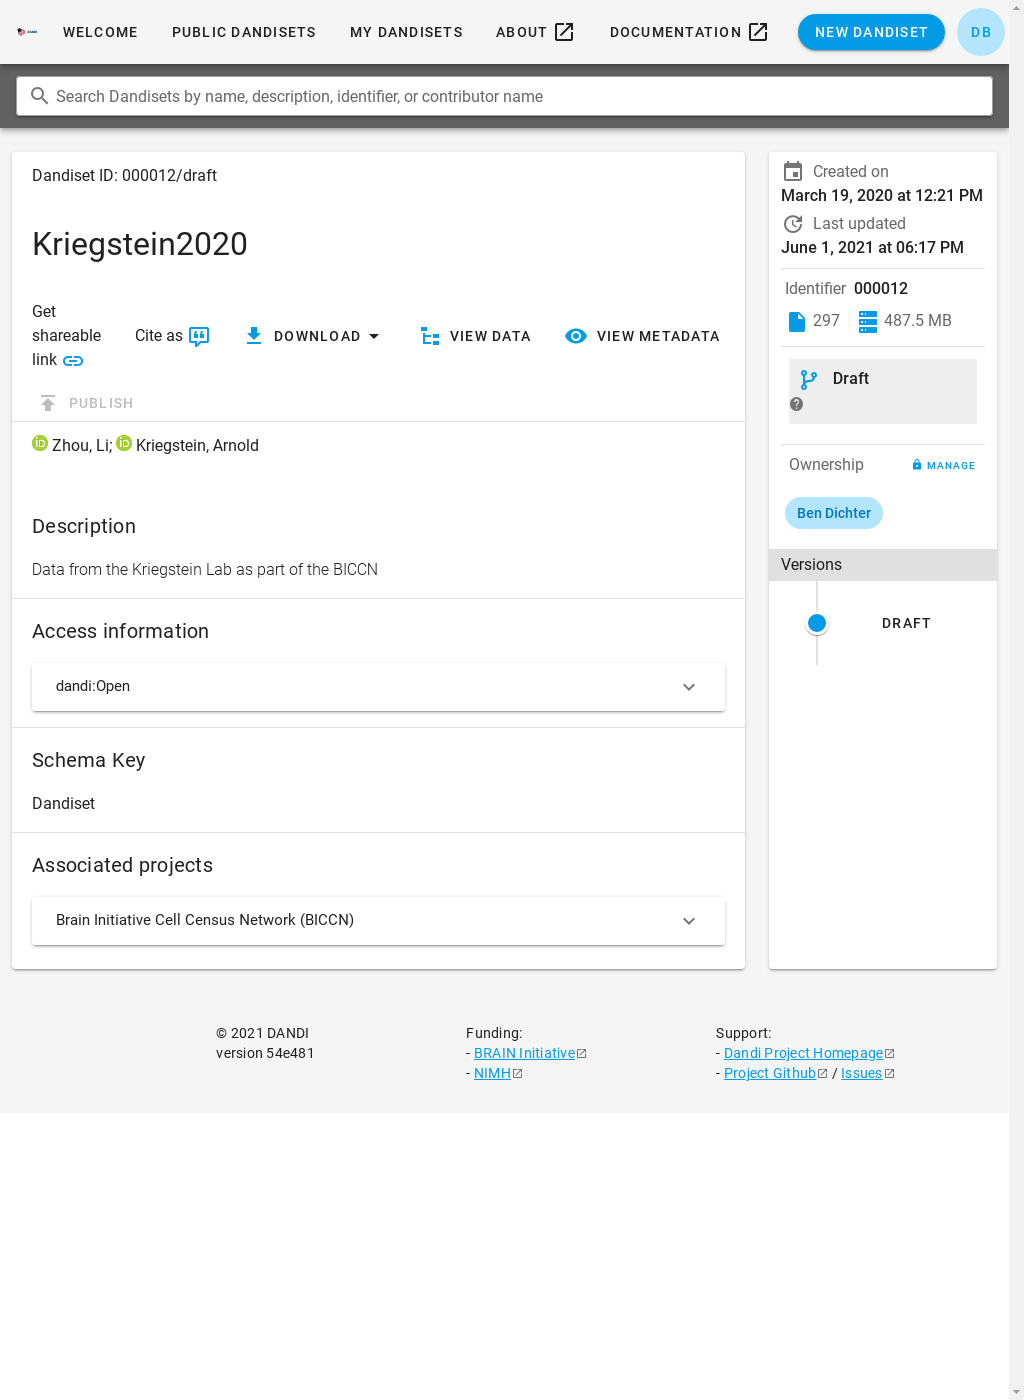 WELCOME PUBLIC DANDISETS MY DANDISETS ABOUT DOCUMENTATION NEW DANDISET DB
Search Dandisets by name, description, identifier, or contributor name
Dandiset ID: 000012/draft
Kriegstein2020
Get shareable link
Cite as
DOWNLOAD
VIEW DATA
VIEW METADATA
PUBLISH
Zhou, Li; Kriegstein, Arnold
Description
Data from the Kriegstein Lab as part of the BICCN
Access information
dandi:Open
Schema Key
Dandiset
Associated projects
Brain Initiative Cell Census Network (BICCN)
Created on
March 19, 2020 at 12:21 PM
Last updated
June 1, 2021 at 06:17 PM
Identifier 000012
297 487.5 MB
Draft
Ownership MANAGE
Ben Dichter
Versions
DRAFT
© 2021 DANDI
version 54e481
Funding:
- BRAIN Initiative
- NIMH
Support:
- Dandi Project Homepage
- Project Github / Issues